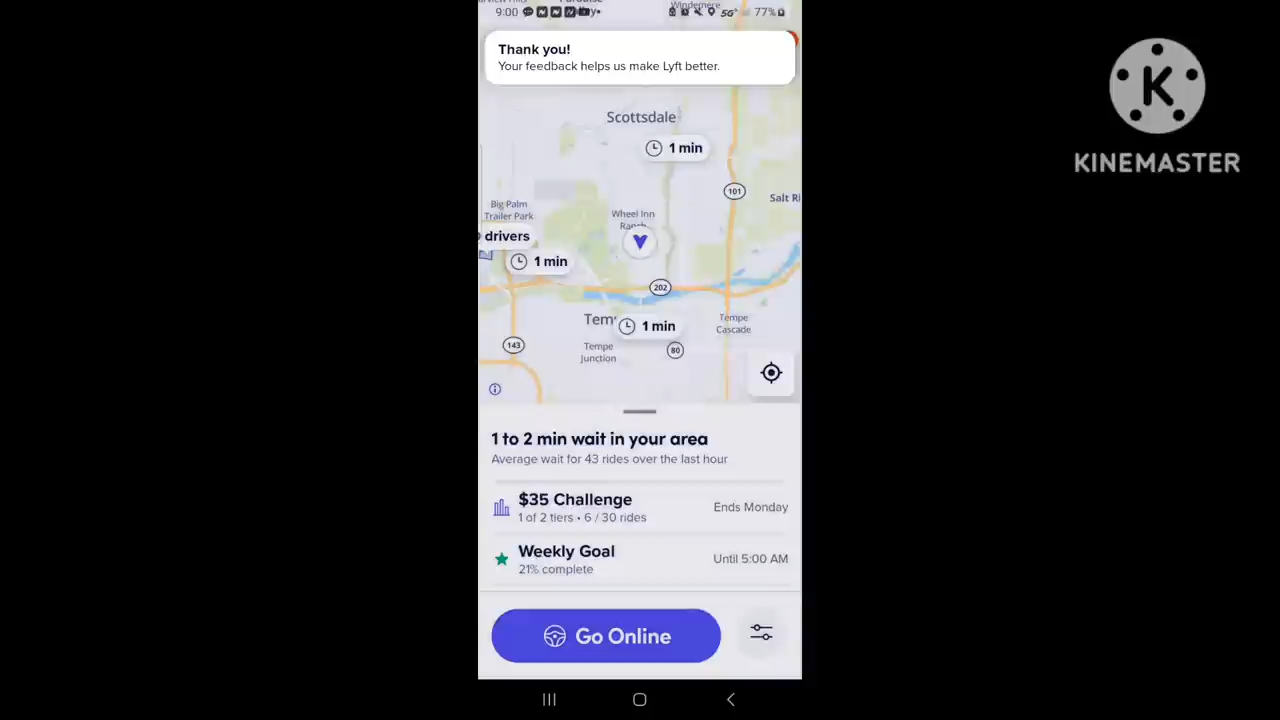 9:00
5G
77%
Thank you!
Your feedback helps us make Lyft better.
KINEMASTER
Scottsdale
1 min
101
Big Palm
Trailer Park
Wheel Inn
Ranch
Salt Ri
drivers
1 min
202
Tem
1 min
Tempe
Cascade
143
Tempe
Junction
80
1 to 2 min wait in your area
Average wait for 43 rides over the last hour
$35 Challenge
Ends Monday
1 of 2 tiers • 6 / 30 rides
Weekly Goal
Until 5:00 AM
21% complete
Go Online